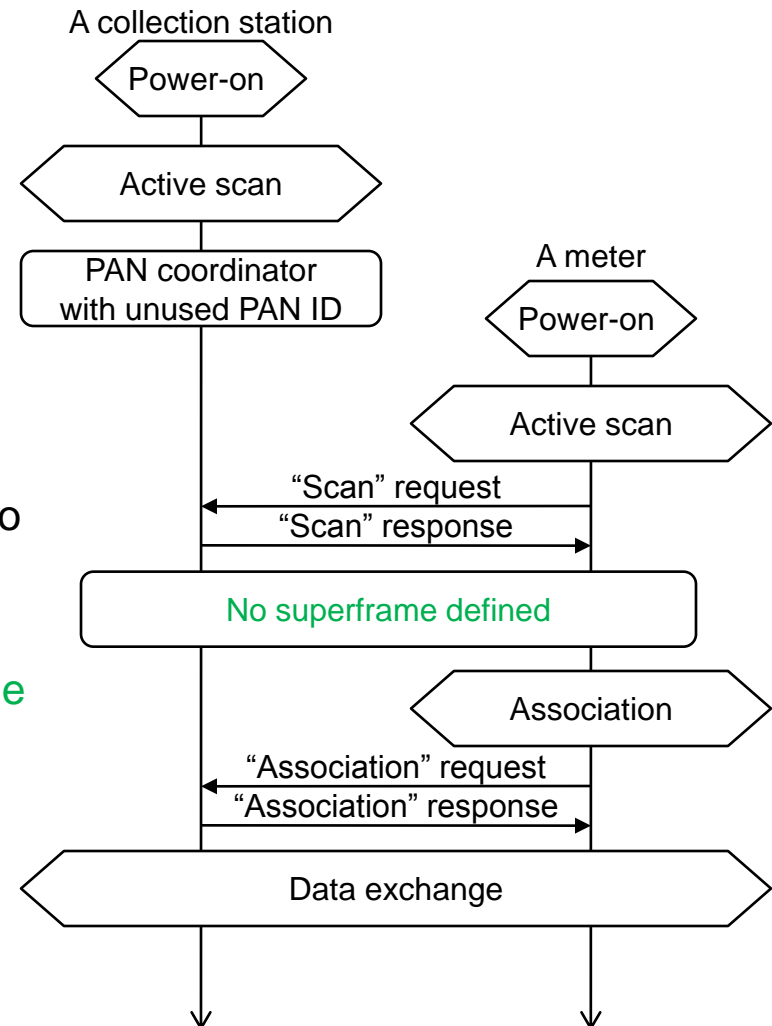 A collection station
Power-on
Active scan
PAN coordinator
with unused PAN ID
A meter
Power-on
Active scan
“Scan” request
“Scan” response
No superframe defined
Association
“Association” request
“Association” response
Data exchange